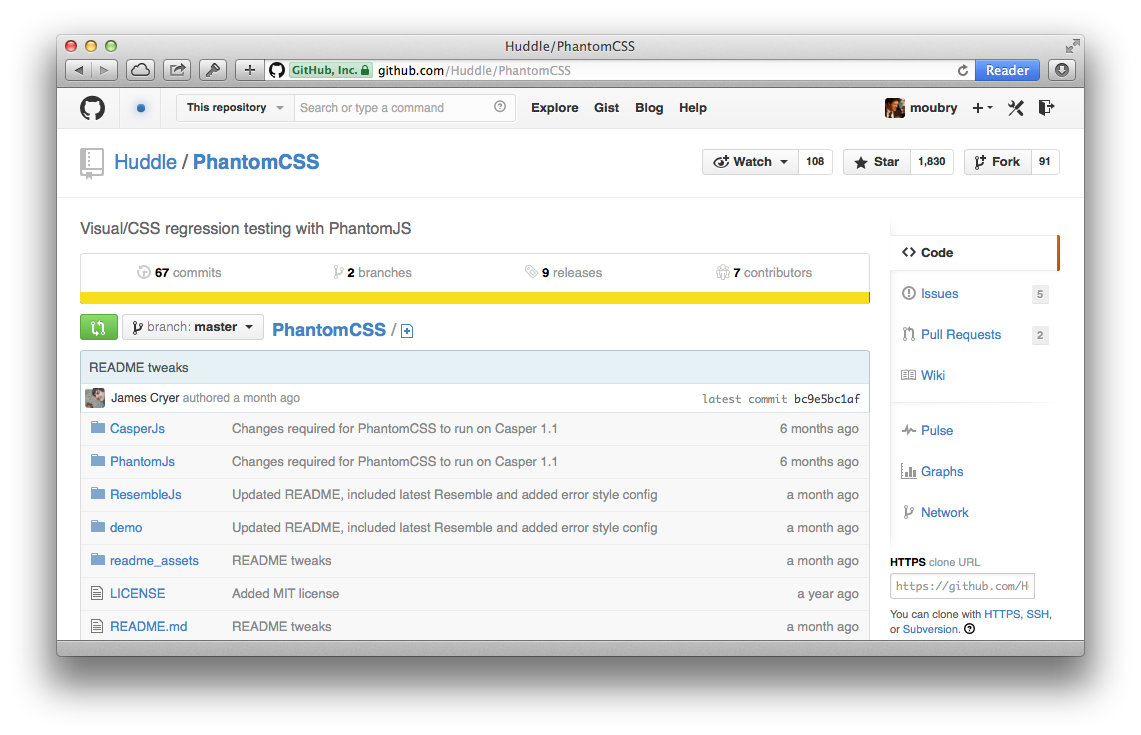 Huddle/PhantomCSS
GitHub, Inc. github.com/Huddle/PhantomCSS Reader
This repository Search or type a command Explore Gist Blog Help moubry
Huddle / PhantomCSS Watch 108 Star 1,830 Fork 91
Visual/CSS regression testing with PhantomJS
67 commits 2 branches 9 releases 7 contributors
branch: master PhantomCSS /
README tweaks
James Cryer authored a month ago latest commit bc9e5bc1af
CasperJs Changes required for PhantomCSS to run on Casper 1.1 6 months ago
PhantomJs Changes required for PhantomCSS to run on Casper 1.1 6 months ago
ResembleJs Updated README, included latest Resemble and added error style config a month ago
demo Updated README, included latest Resemble and added error style config a month ago
readme_assets README tweaks a month ago
LICENSE Added MIT license a year ago
README.md README tweaks a month ago
Code
Issues 5
Pull Requests 2
Wiki
Pulse
Graphs
Network
HTTPS clone URL
https://github.com/H
You can clone with HTTPS, SSH,
or Subversion.